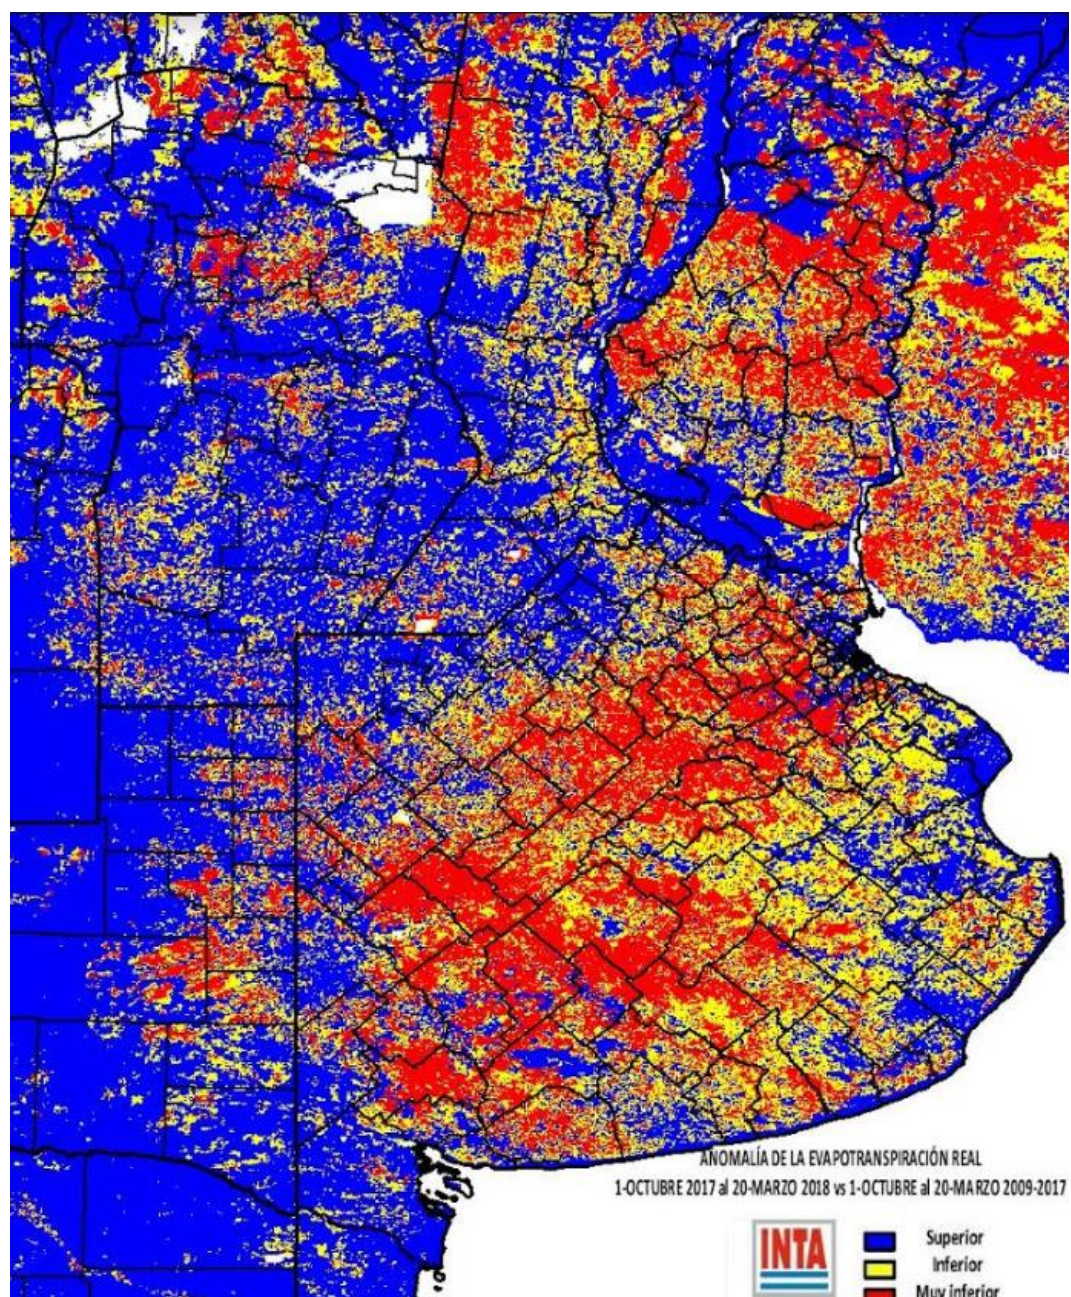 ANOMALÍA DE LA EVAPOTRANSPIRACIÓN REAL
1-OCTUBRE 2017 al 20-MARZO 2018 vs 1-OCTUBRE al 20-MARZO 2009-2017
INTA
Superior
Inferior
Muy inferior